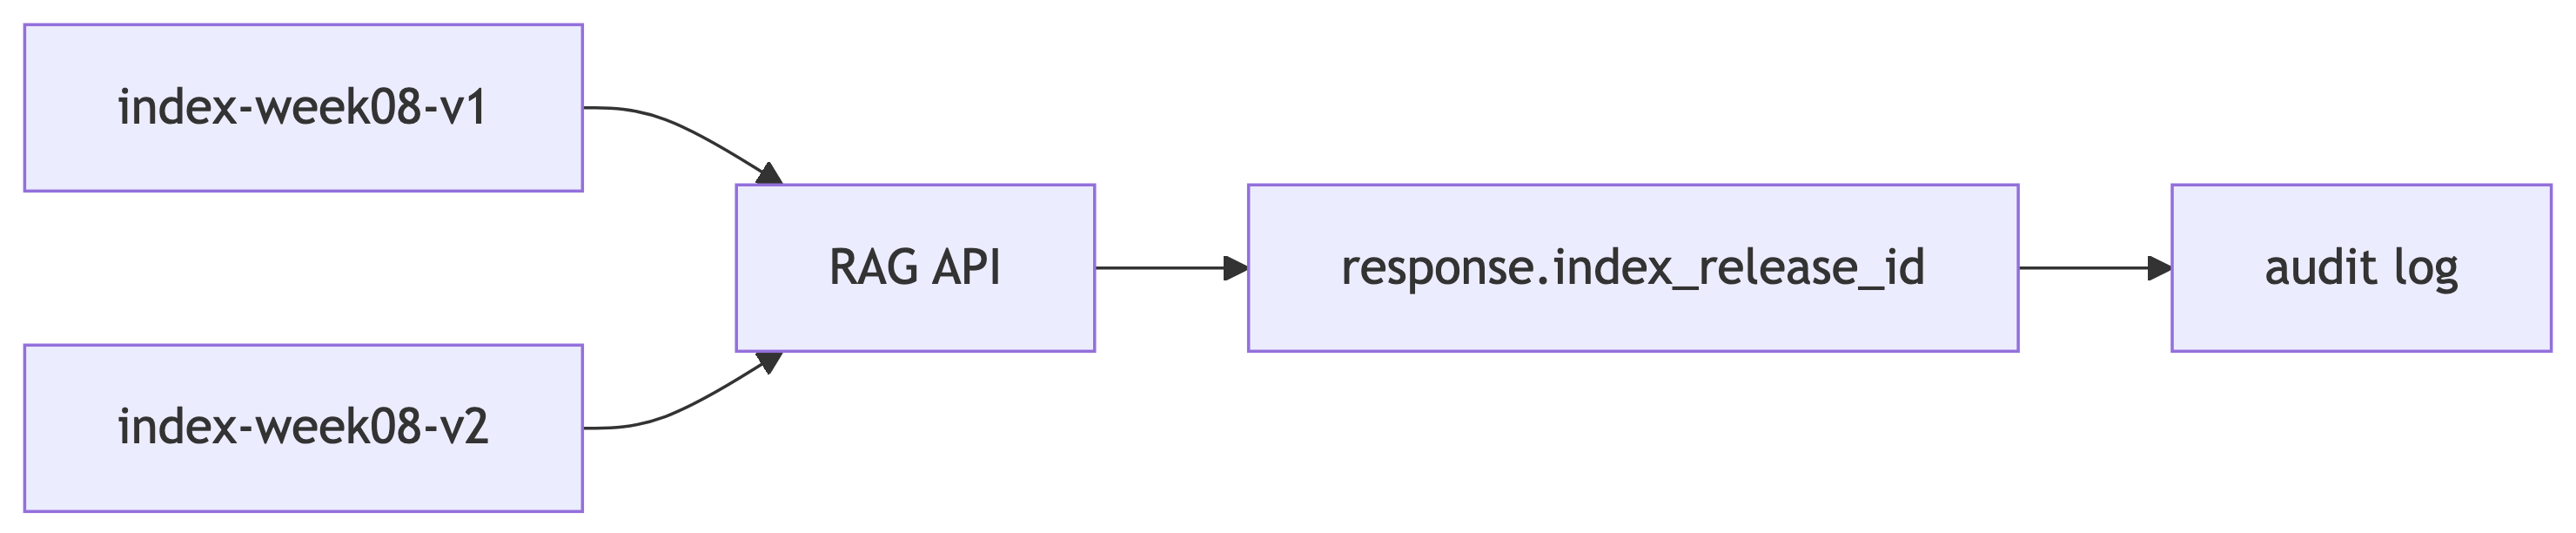 index-week08-v1
index-week08-v2
RAG API
response.index_release_id
audit log